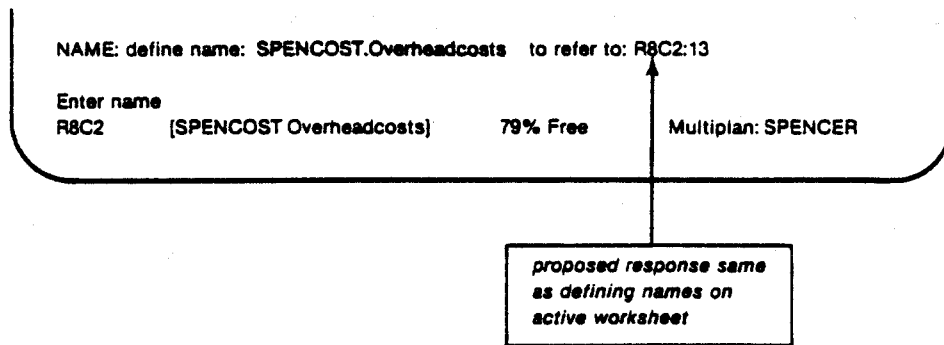 NAME: define name: SPENCOST.Overheadcosts to refer to: R8C2:13
Enter name
R8C2 [SPENCOST Overheadcosts] 79% Free Multiplan: SPENCER
proposed response same
as defining names on
active worksheet